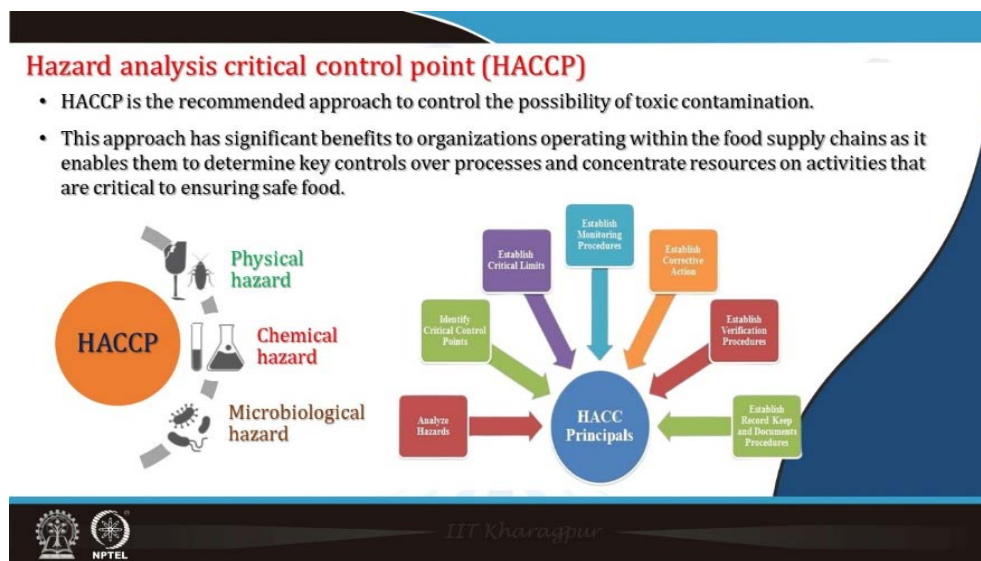 Hazard analysis critical control point (HACCP)
• HACCP is the recommended approach to control the possibility of toxic contamination.
• This approach has significant benefits to organizations operating within the food supply chains as it
enables them to determine key controls over processes and concentrate resources on activities that
are critical to ensuring safe food.
HACCP
Physical
hazard
Chemical
hazard
Microbiological
hazard
Analyze
Hazards
Identify
Critical Control
Points
Establish
Critical Limits
Establish
Monitoring
Procedures
Establish
Corrective
Action
Establish
Verification
Procedures
Establish
Record Keep
and Documents
Procedures
HACC
Principals
IIT Kharagpur
NPTEL